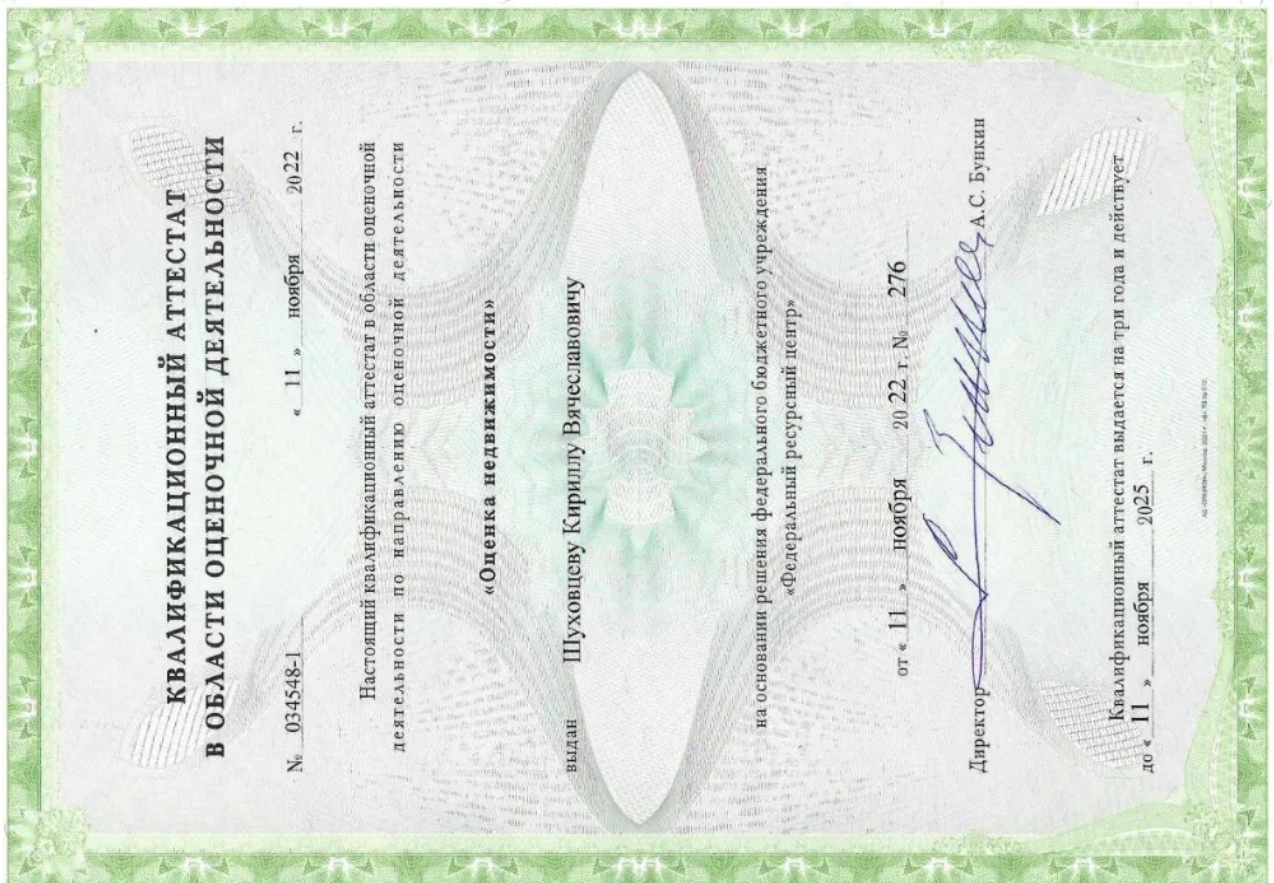 КВАЛИФИКАЦИОННЫЙ АТТЕСТАТ
В ОБЛАСТИ ОЦЕНОЧНОЙ ДЕЯТЕЛЬНОСТИ
№ 034548-1 « 11 » ноября 2022 г.
Настоящий квалификационный аттестат в области оценочной
деятельности по направлению оценочной деятельности
«Оценка недвижимости»
выдан Шуховцеву Кириллу Вячеславовичу
на основании решения федерального бюджетного учреждения
«Федеральный ресурсный центр»
от « 11 » ноября 2022 г. № 276
Директор А.С. Бункин
Квалификационный аттестат выдается на три года и действует
до « 11 » ноября 2025 г.